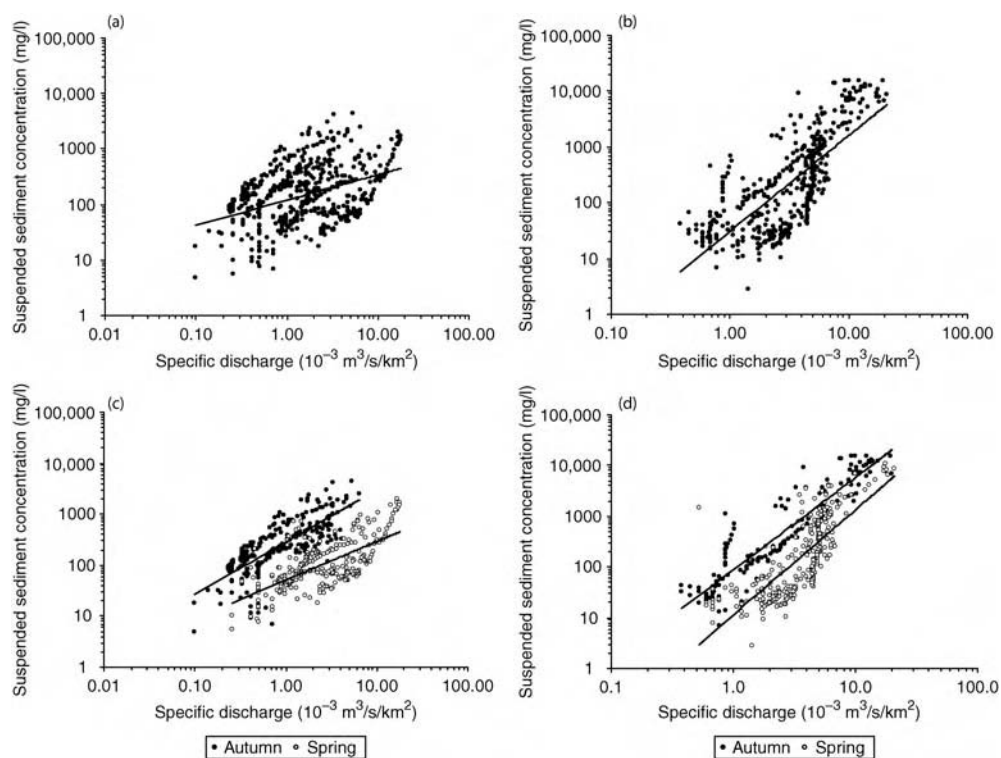 (a)
Suspended sediment concentration (mg/l)
100,000
10,000
1000
100
10
1
0.01 0.10 1.00 10.00 100.00
Specific discharge (10⁻³ m³/s/km²)
(b)
Suspended sediment concentration (mg/l)
100,000
10,000
1000
100
10
1
0.1 1.0 10.00 100.00
Specific discharge (10⁻³ m³/s/km²)
(c)
Suspended sediment concentration (mg/l)
100,000
10,000
1000
100
10
1
0.01 0.10 1.00 10.00 100.00
Specific discharge (10⁻³ m³/s/km²)
• Autumn ○ Spring
(d)
Suspended sediment concentration (mg/l)
100,000
10,000
1000
100
10
1
0.1 1.0 10.0 100.0
Specific discharge (10⁻³ m³/s/km²)
• Autumn ○ Spring